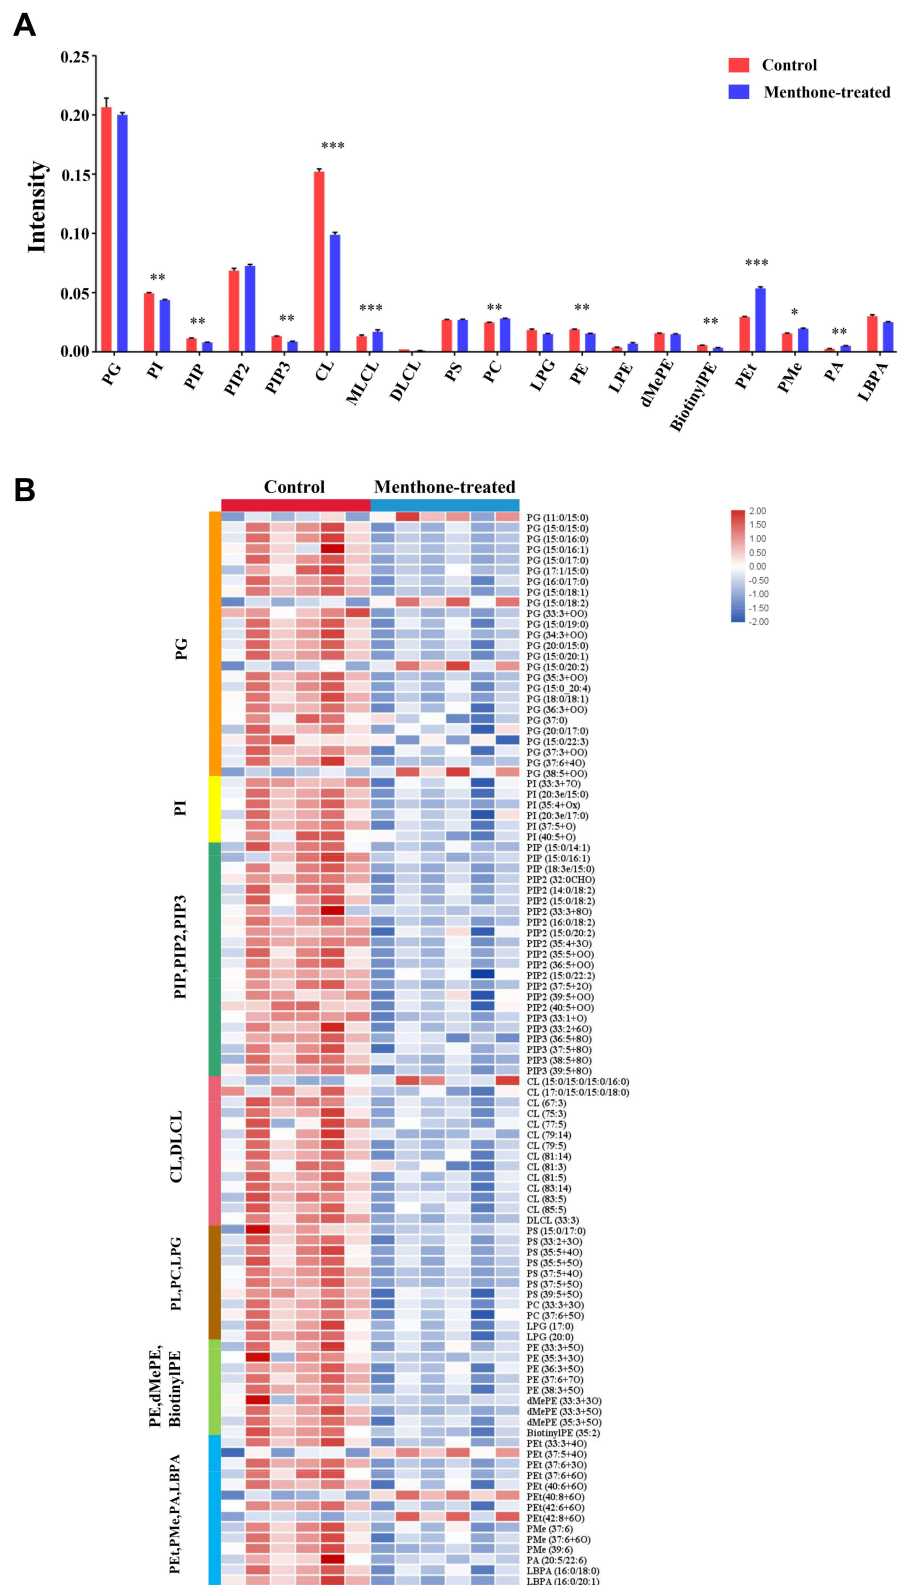 A
0.25
0.20
0.15
0.10
0.05
0.00
Intensity
Control
Menthone-treated
**
**
**
***
***
**
**
**
***
*
**
PG
PI
PIP
PIP2
PIP3
CL
MLCL
DLCL
PS
PC
LPG
PE
LPE
dMePE
BiotinylPE
PEt
PMe
PA
LBPA
B
Control
Menthone-treated
2.00
1.50
1.00
0.50
0.00
-0.50
-1.00
-1.50
-2.00
PG
PI
PIP,PIP2,PIP3
CL,DLCL
PL,PC,LPG
PE,dMePE,
BiotinylPE
PEt,PMe,PA,LBPA
PG (11:0/15:0)
PG (15:0/15:0)
PG (15:0/16:0)
PG (15:0/16:1)
PG (15:0/17:0)
PG (17:1/15:0)
PG (16:0/17:0)
PG (15:0/18:1)
PG (15:0/18:2)
PG (33:3+OO)
PG (15:0/19:0)
PG (34:3+OO)
PG (20:0/15:0)
PG (15:0/20:1)
PG (15:0/20:2)
PG (35:3+OO)
PG (15:0_20:4)
PG (18:0/18:1)
PG (36:3+OO)
PG (37:0)
PG (20:0/17:0)
PG (15:0/22:3)
PG (37:3+OO)
PG (37:6+4O)
PG (38:5+OO)
PI (33:3+7O)
PI (20:3e/15:0)
PI (35:4+Ox)
PI (20:3e/17:0)
PI (37:5+O)
PI (40:5+O)
PIP (15:0/14:1)
PIP (15:0/16:1)
PIP (18:3e/15:0)
PIP2 (32:0CHO)
PIP2 (14:0/18:2)
PIP2 (15:0/18:2)
PIP2 (33:3+8O)
PIP2 (16:0/18:2)
PIP2 (15:0/20:2)
PIP2 (35:4+3O)
PIP2 (35:5+OO)
PIP2 (36:5+OO)
PIP2 (15:0/22:2)
PIP2 (37:5+2O)
PIP2 (39:5+OO)
PIP2 (40:5+OO)
PIP3 (33:1+O)
PIP3 (33:2+6O)
PIP3 (36:5+8O)
PIP3 (37:5+8O)
PIP3 (38:5+8O)
PIP3 (39:5+8O)
CL (15:0/15:0/15:0/16:0)
CL (17:0/15:0/15:0/18:0)
CL (67:3)
CL (75:3)
CL (77:5)
CL (79:14)
CL (79:5)
CL (81:14)
CL (81:3)
CL (81:5)
CL (83:14)
CL (83:5)
CL (85:5)
DLCL (33:3)
PS (15:0/17:0)
PS (33:2+3O)
PS (35:5+4O)
PS (35:5+5O)
PS (37:5+4O)
PS (37:5+5O)
PS (39:5+5O)
PC (33:3+3O)
PC (37:6+5O)
LPG (17:0)
LPG (20:0)
PE (33:3+5O)
PE (35:3+3O)
PE (36:3+5O)
PE (37:6+7O)
PE (38:3+5O)
dMePE (33:3+3O)
dMePE (33:3+5O)
dMePE (35:3+5O)
BiotinylPE (35:2)
PEt (33:3+4O)
PEt (37:5+4O)
PEt (37:6+3O)
PEt (37:6+6O)
PEt (40:6+6O)
PEt(40:8+6O)
PEt(42:6+6O)
PEt(42:8+6O)
PMe (37:6)
PMe (37:6+6O)
PMe (39:6)
PA (20:5/22:6)
LBPA (16:0/18:0)
LBPA (16:0/20:1)